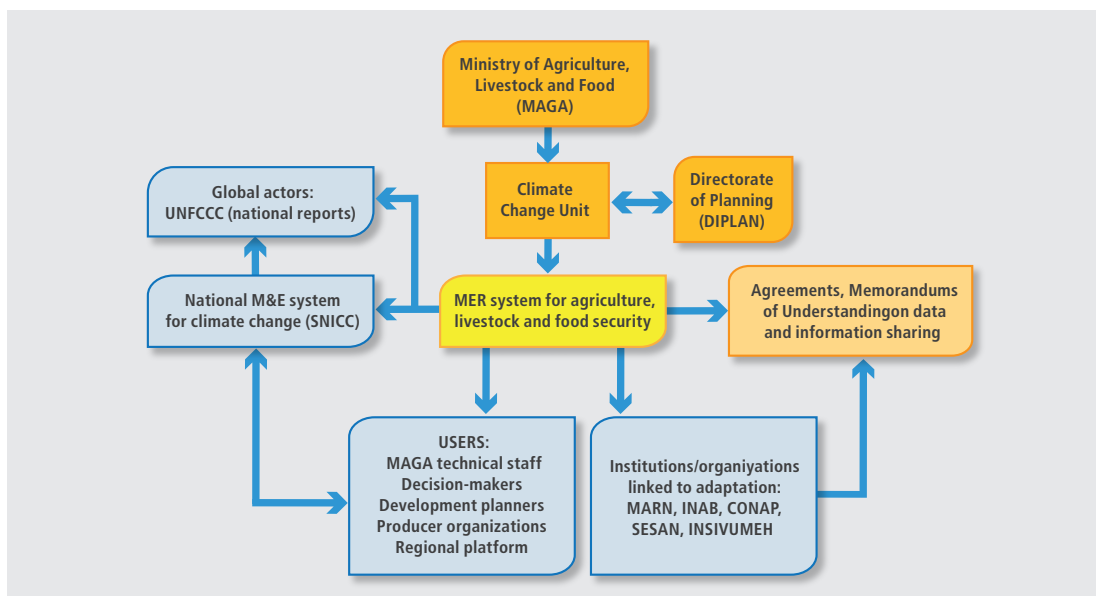 Ministry of Agriculture,
Livestock and Food
(MAGA)
Climate
Change Unit
Directorate
of Planning
(DIPLAN)
Global actors:
UNFCCC (national reports)
National M&E system
for climate change (SNICC)
MER system for agriculture,
livestock and food security
Agreements, Memorandums
of Understandingon data
and information sharing
USERS:
MAGA technical staff
Decision-makers
Development planners
Producer organizations
Regional platform
Institutions/organiyations
linked to adaptation:
MARN, INAB, CONAP,
SESAN, INSIVUMEH